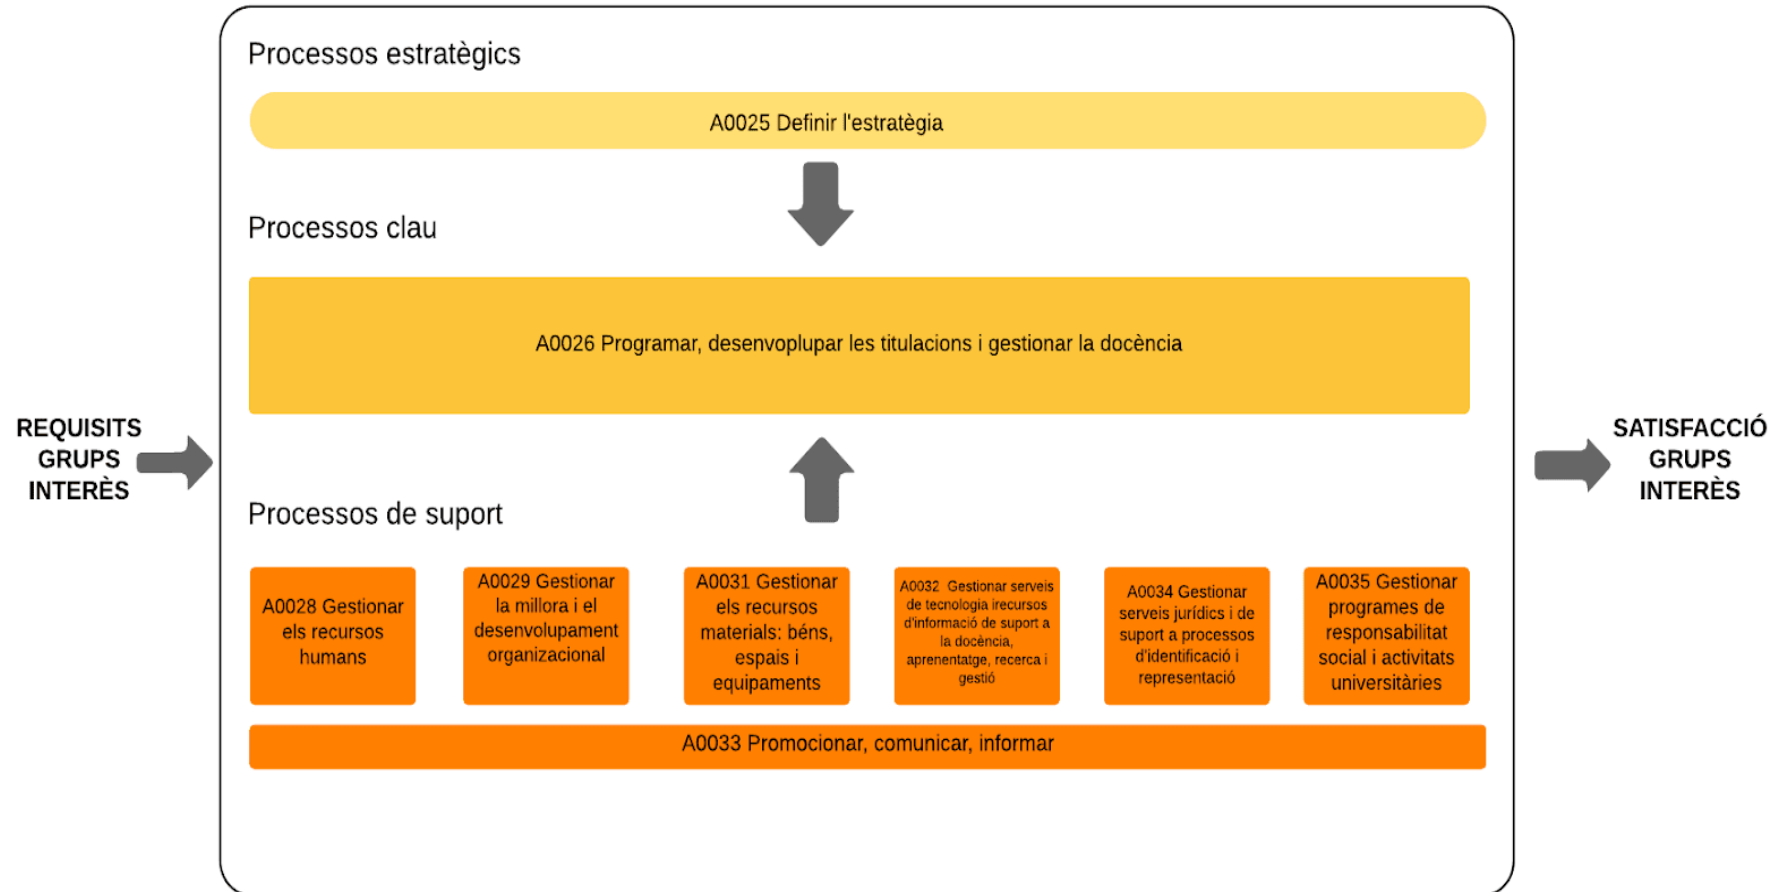 Processos estratègics
A0025 Definir l'estratègia
Processos clau
A0026 Programar, desenvoplupar les titulacions i gestionar la docència
REQUISITS
GRUPS
INTERÈS
SATISFACCIÓ
GRUPS
INTERÈS
Processos de suport
A0028 Gestionar
els recursos
humans
A0029 Gestionar
la millora i el
desenvolupament
organizacional
A0031 Gestionar
els recursos
materials: béns,
espais i
equipaments
A0032 Gestionar serveis
de tecnologia irecursos
d'informació de suport a
la docència,
aprenentatge, recerca i
gestió
A0034 Gestionar
serveis jurídics i de
suport a processos
d'identificació i
representació
A0035 Gestionar
programes de
responsabilitat
social i activitats
universitàries
A0033 Promocionar, comunicar, informar